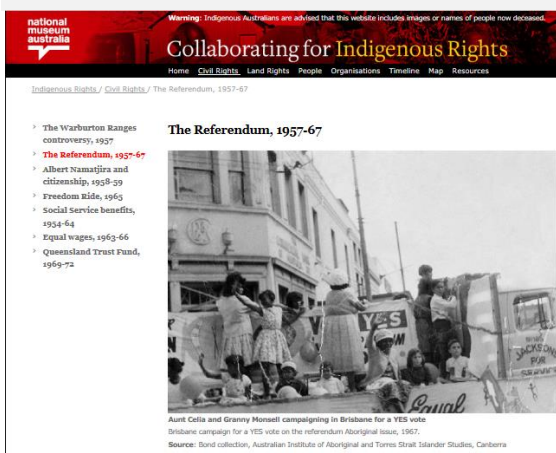 national
museum
australia
Warning: Indigenous Australians are advised that this website includes images or names of people now deceased.
Collaborating for Indigenous Rights
Home Civil Rights Land Rights People Organisations Timeline Map Resources
Indigenous Rights / Civil Rights / The Referendum, 1957-67
The Warburton Ranges
controversy, 1957
The Referendum, 1957-67
Albert Namatjira and
citizenship, 1958-59
Freedom Ride, 1965
Social Service benefits,
1954-64
Equal wages, 1963-66
Queensland Trust Fund,
1969-72
The Referendum, 1957-67
YES
JACKSON
FOR
SERVICE
Equal
Aunt Celia and Granny Monsell campaigning in Brisbane for a YES vote
Brisbane campaign for a YES vote on the referendum Aboriginal issue, 1967.
Source: Bond collection, Australian Institute of Aboriginal and Torres Strait Islander Studies, Canberra